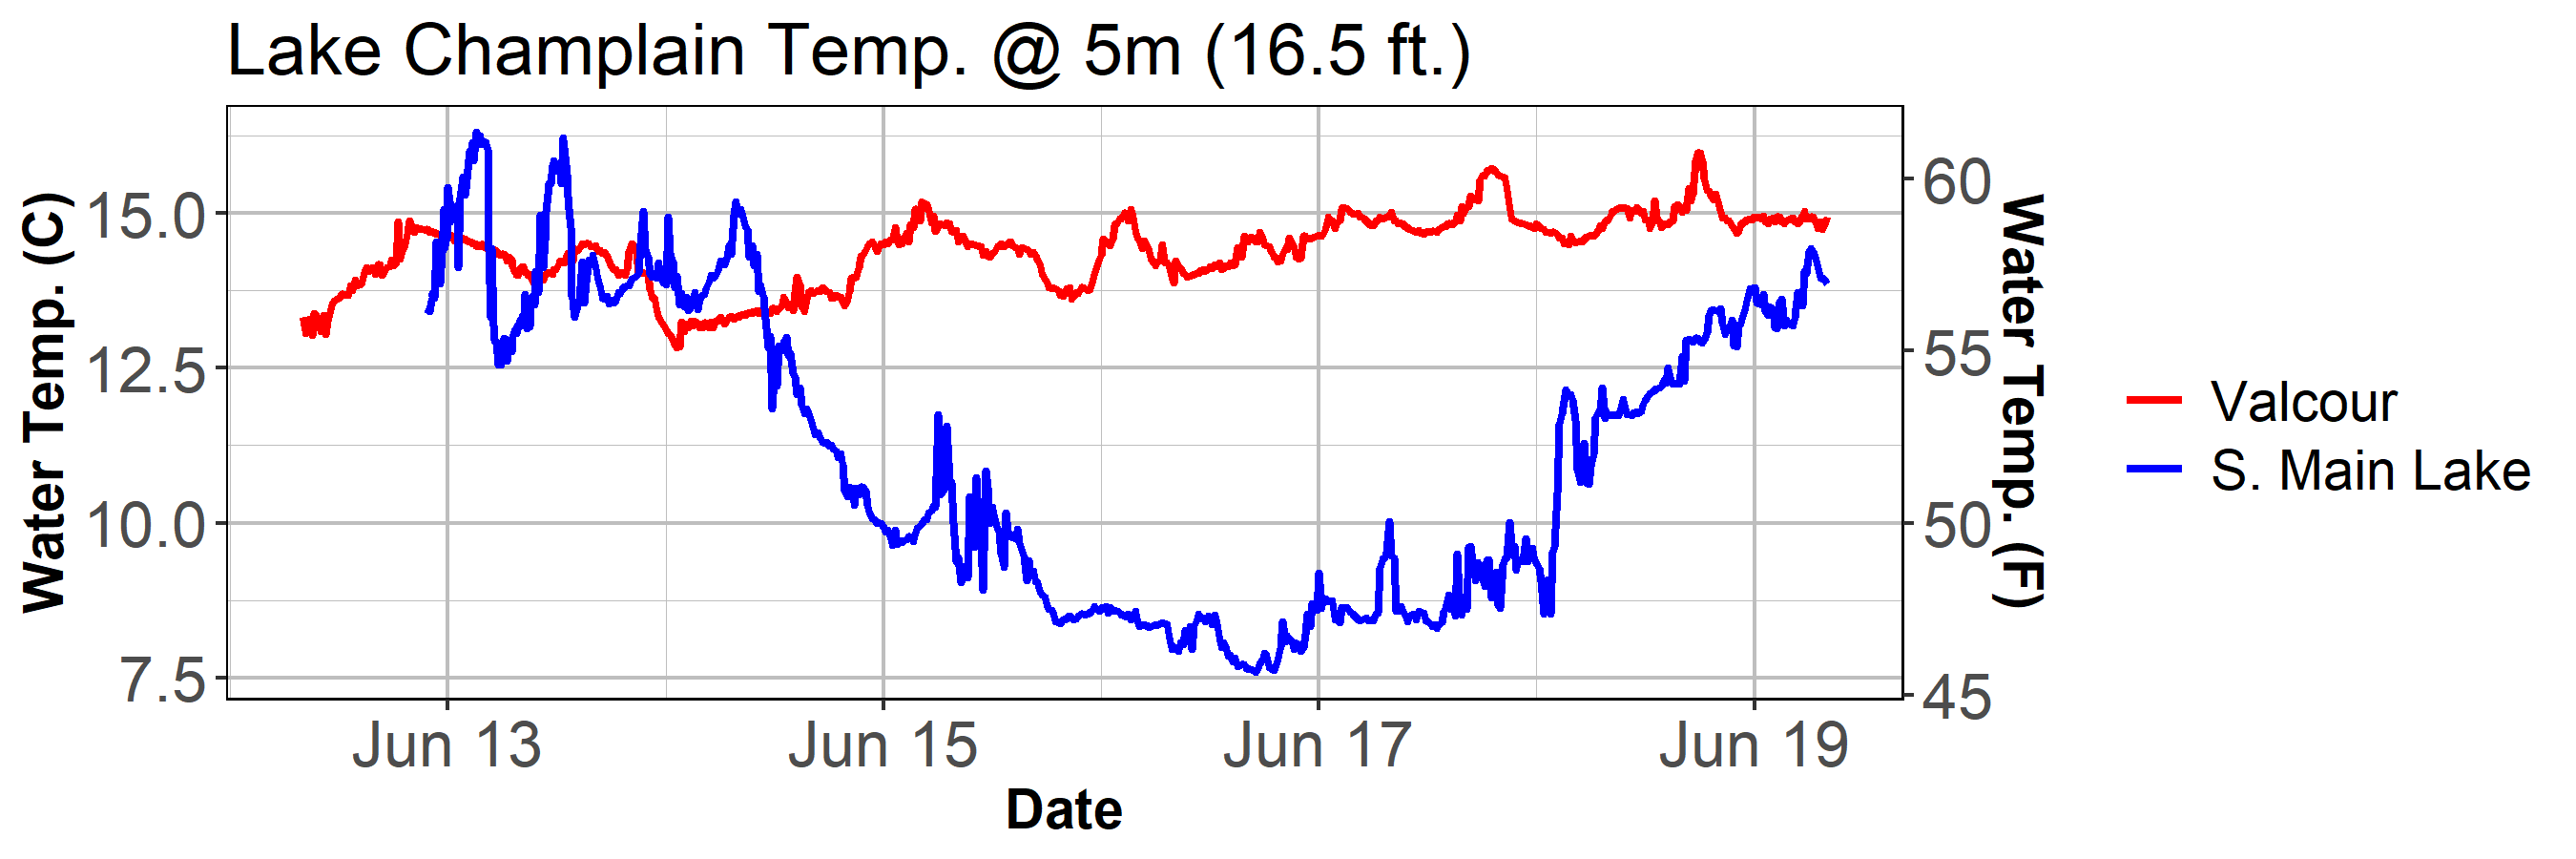 Lake Champlain Temp. @ 5m (16.5 ft.)
Water Temp. (C)
15.0
12.5
10.0
7.5
60
55
50
45
Water Temp. (F)
Jun 13
Jun 15
Jun 17
Jun 19
Date
Valcour
S. Main Lake